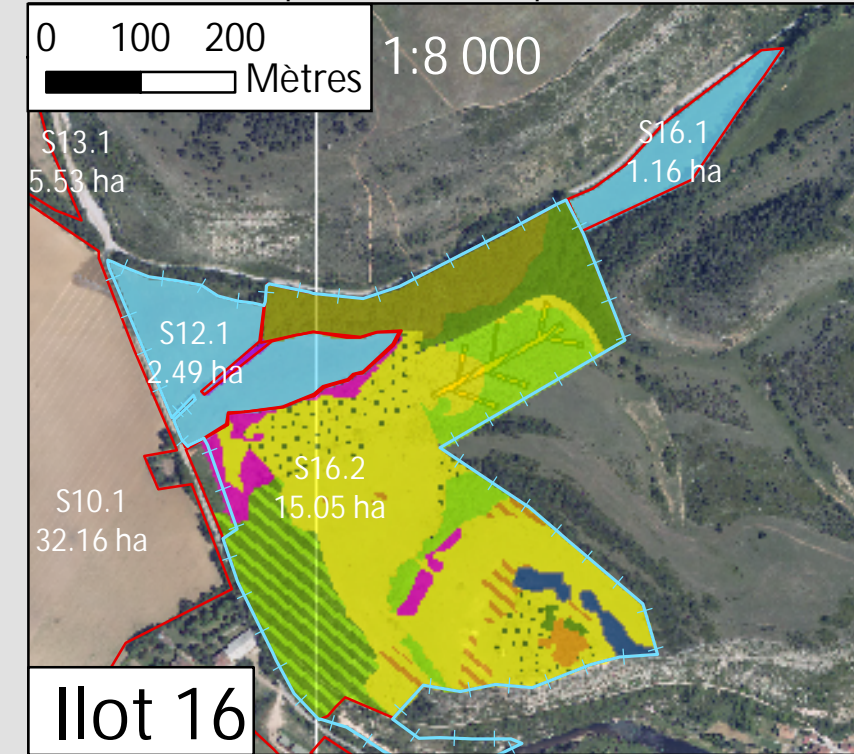 0 100 200
Mètres
1:8 000
S13.1
5.53 ha
S16.1
1.16 ha
S12.1
2.49 ha
S16.2
15.05 ha
S10.1
32.16 ha
Ilot 16